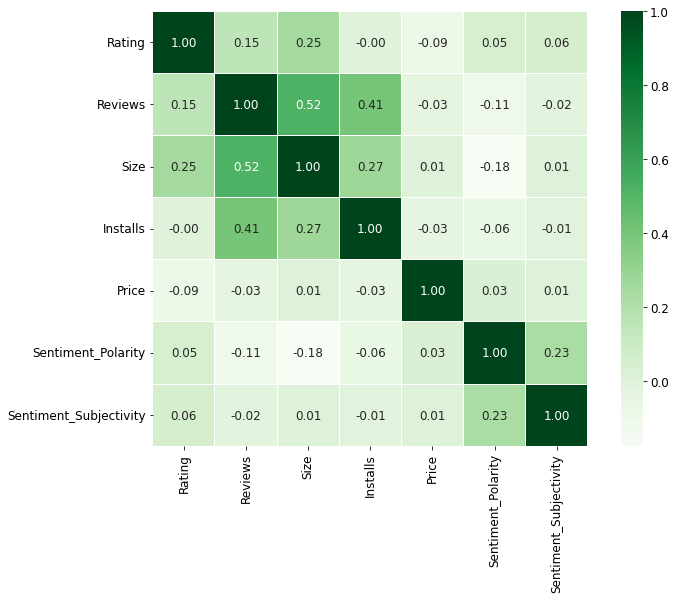 Rating 1.00 0.15 0.25 -0.00 -0.09 0.05 0.06
Reviews 0.15 1.00 0.52 0.41 -0.03 -0.11 -0.02
Size 0.25 0.52 1.00 0.27 0.01 -0.18 0.01
Installs -0.00 0.41 0.27 1.00 -0.03 -0.06 -0.01
Price -0.09 -0.03 0.01 -0.03 1.00 0.03 0.01
Sentiment_Polarity 0.05 -0.11 -0.18 -0.06 0.03 1.00 0.23
Sentiment_Subjectivity 0.06 -0.02 0.01 -0.01 0.01 0.23 1.00
Rating
Reviews
Size
Installs
Price
Sentiment_Polarity
Sentiment_Subjectivity
1.0
0.8
0.6
0.4
0.2
0.0